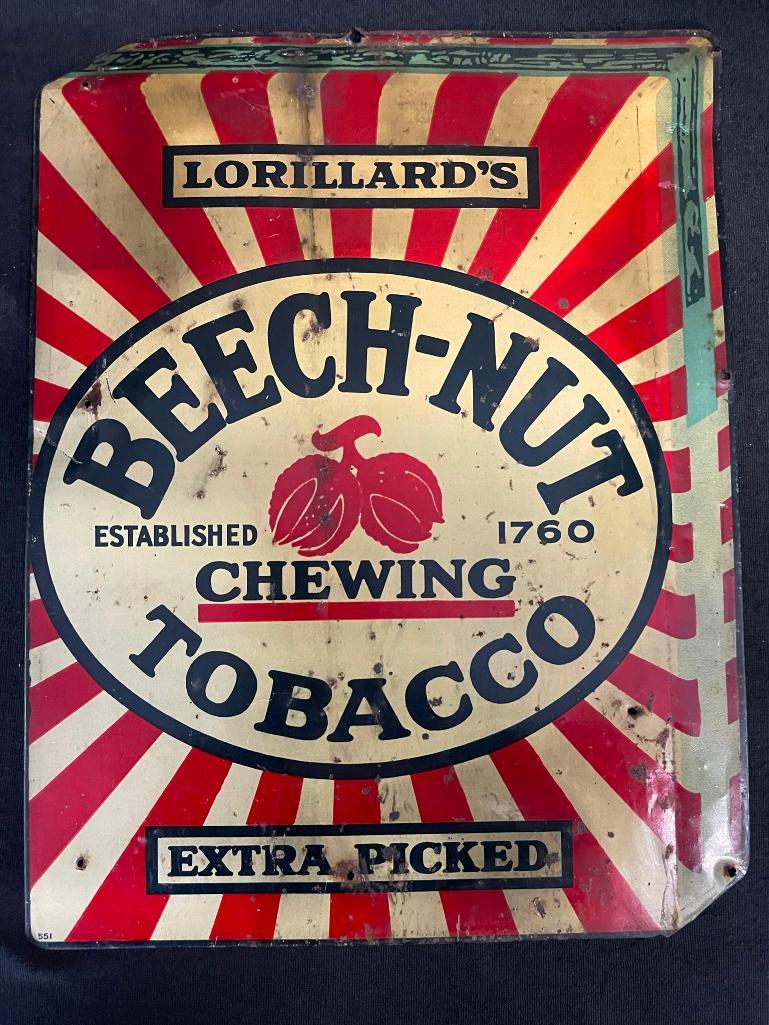 LORILLARD'S
BEECH-NUT
ESTABLISHED 1760
CHEWING
TOBACCO
EXTRA PICKED
551